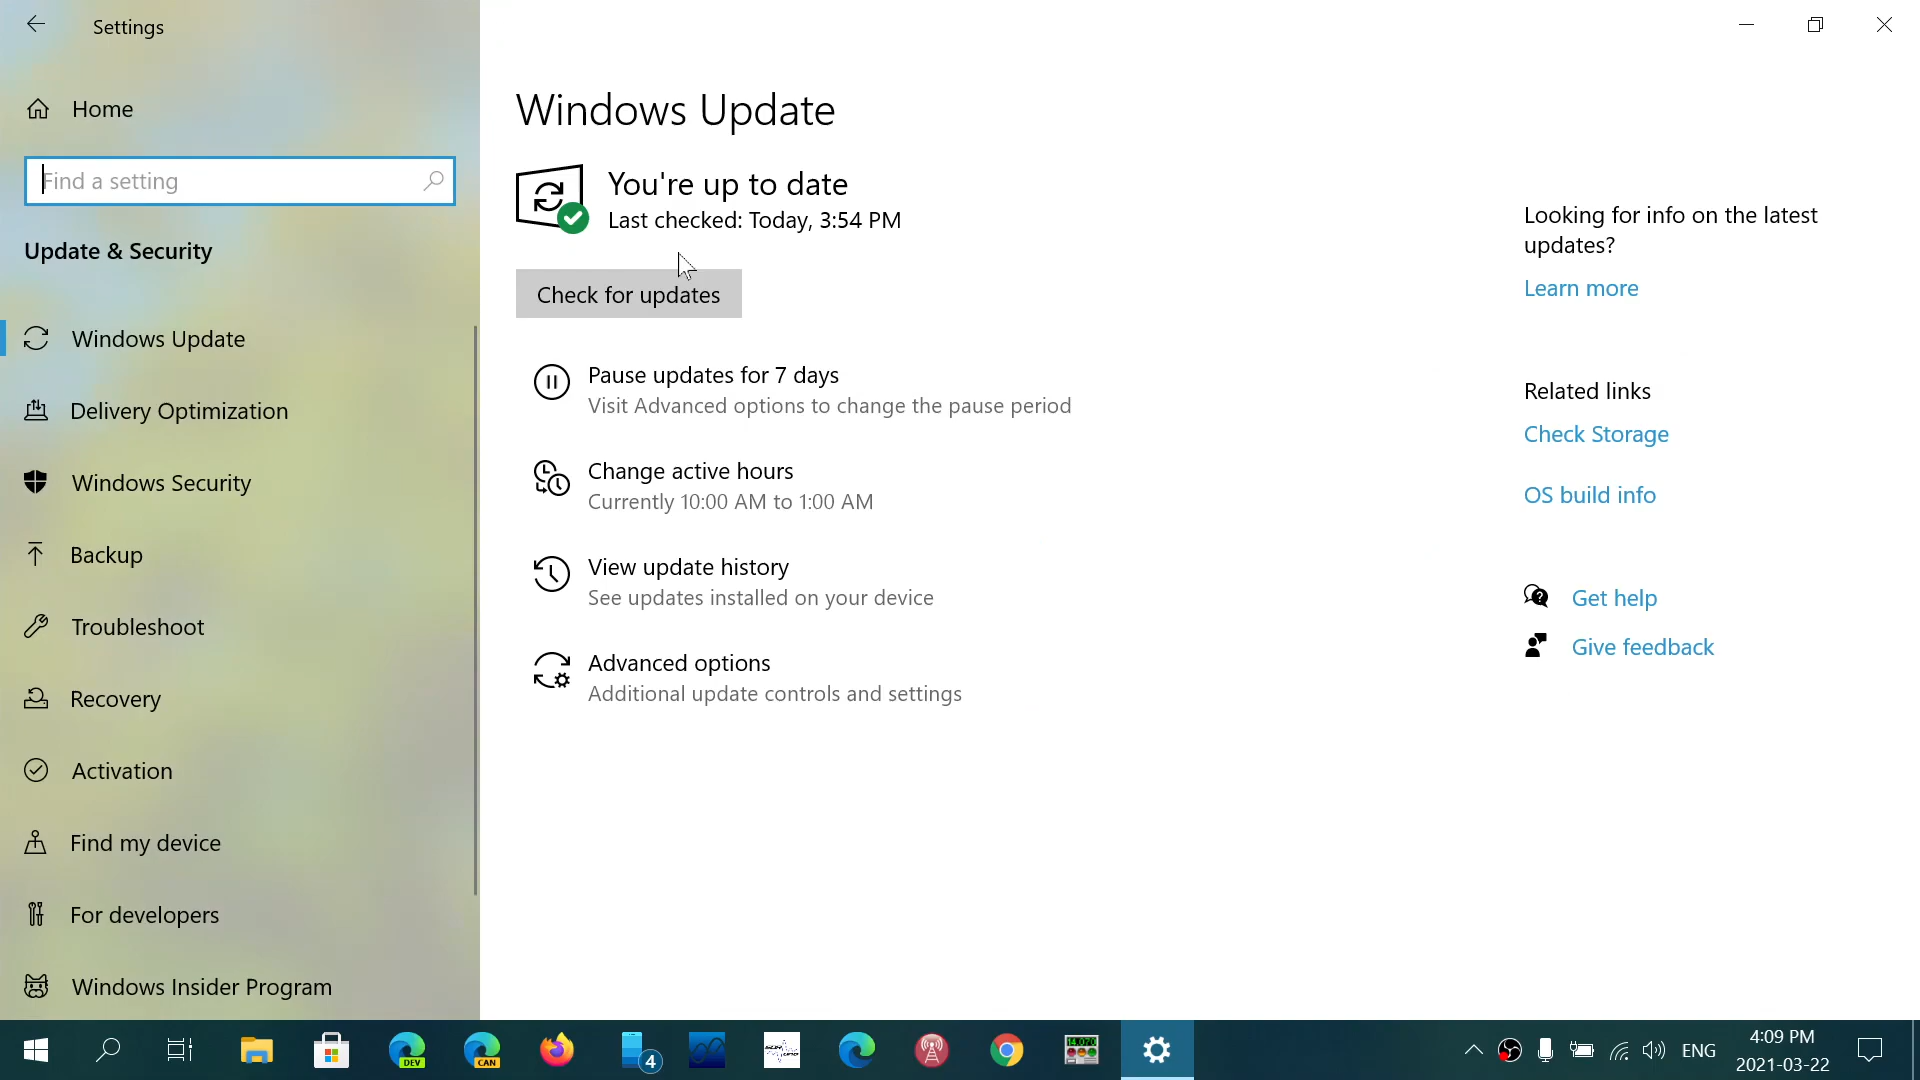 Settings
Home
Find a setting
Update & Security
Windows Update
Delivery Optimization
Windows Security
Backup
Troubleshoot
Recovery
Activation
Find my device
For developers
Windows Insider Program
Windows Update
You're up to date
Last checked: Today, 3:54 PM
Check for updates
Pause updates for 7 days
Visit Advanced options to change the pause period
Change active hours
Currently 10:00 AM to 1:00 AM
View update history
See updates installed on your device
Advanced options
Additional update controls and settings
Looking for info on the latest
updates?
Learn more
Related links
Check Storage
OS build info
Get help
Give feedback
DEV
CAN
4
14.070
ENG
4:09 PM
2021-03-22